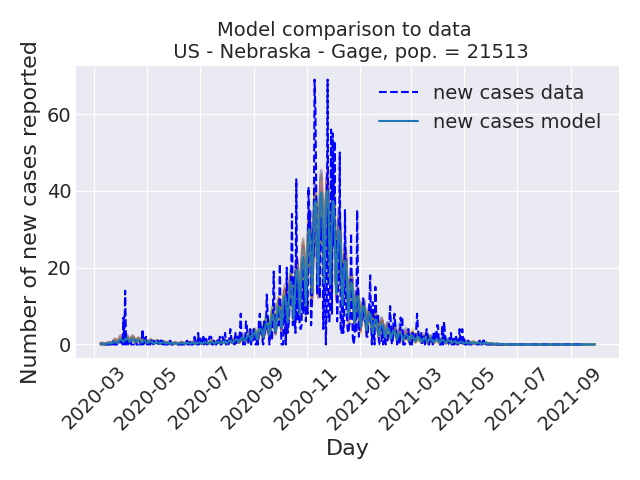 Model comparison to data
US - Nebraska - Gage, pop. = 21513
Number of new cases reported
60
40
20
0
new cases data
new cases model
2020-03
2020-05
2020-07
2020-09
2020-11
2021-01
2021-03
2021-05
2021-07
2021-09
Day